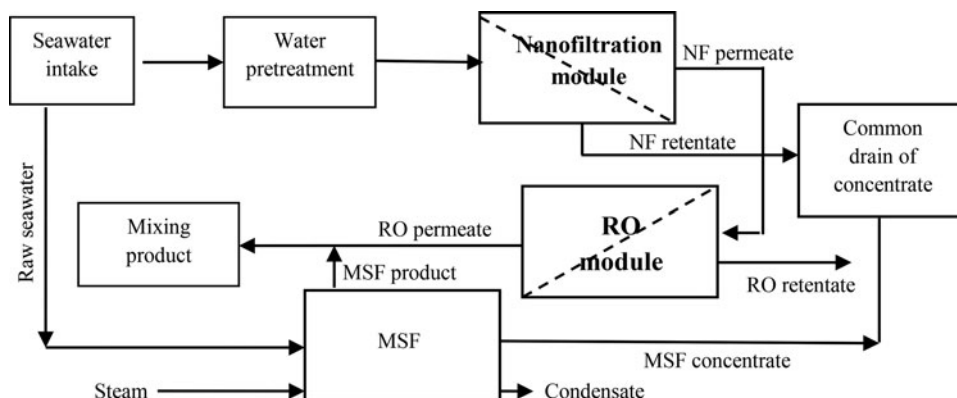 Seawater
intake
Water
pretreatment
Nanofiltration
module
NF permeate
NF retentate
Common
drain of
concentrate
Raw seawater
Mixing
product
RO permeate
RO
module
MSF product
RO retentate
MSF
MSF concentrate
Steam
Condensate